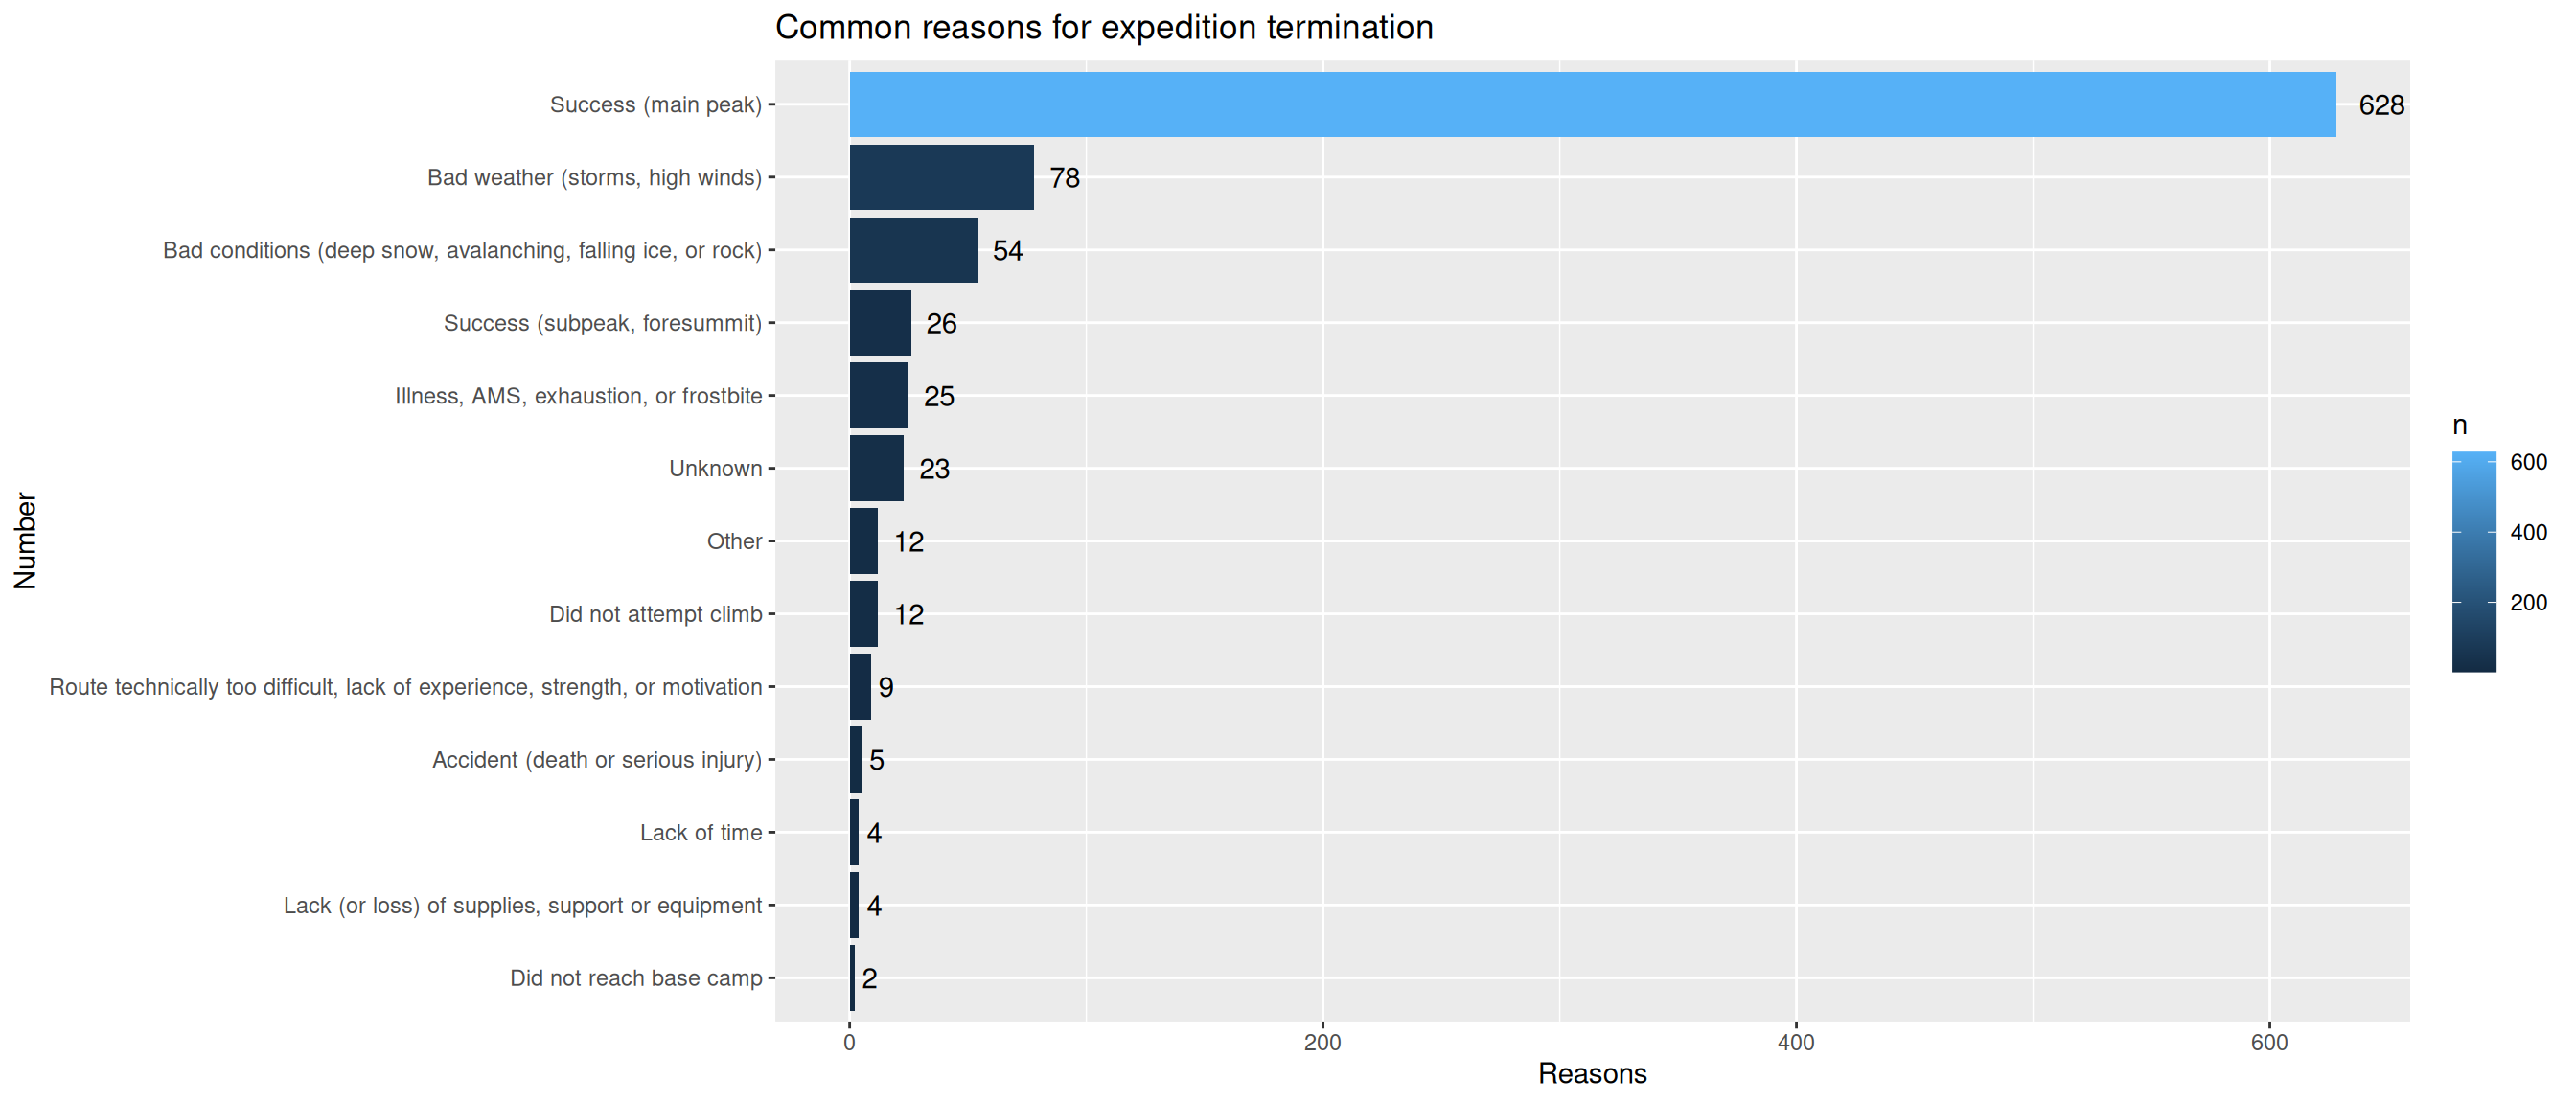 Common reasons for expedition termination
Success (main peak) 628
Bad weather (storms, high winds) 78
Bad conditions (deep snow, avalanching, falling ice, or rock) 54
Success (subpeak, foresummit) 26
Illness, AMS, exhaustion, or frostbite 25
Unknown 23
Other 12
Did not attempt climb 12
Route technically too difficult, lack of experience, strength, or motivation 9
Accident (death or serious injury) 5
Lack of time 4
Lack (or loss) of supplies, support or equipment 4
Did not reach base camp 2
0 200 400 600
Reasons
Number
n
600
400
200